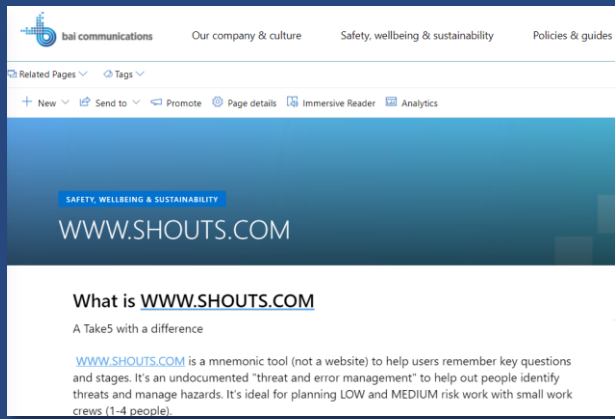 bai communications
Our company & culture
Safety, wellbeing & sustainability
Policies & guides
Related Pages
Tags
New
Send to
Promote
Page details
Immersive Reader
Analytics
SAFETY, WELLBEING & SUSTAINABILITY
WWW.SHOUTS.COM
What is WWW.SHOUTS.COM
A Take5 with a difference
WWW.SHOUTS.COM is a mnemonic tool (not a website) to help users remember key questions
and stages. It's an undocumented "threat and error management" to help out people identify
threats and manage hazards. It's ideal for planning LOW and MEDIUM risk work with small work
crews (1-4 people).